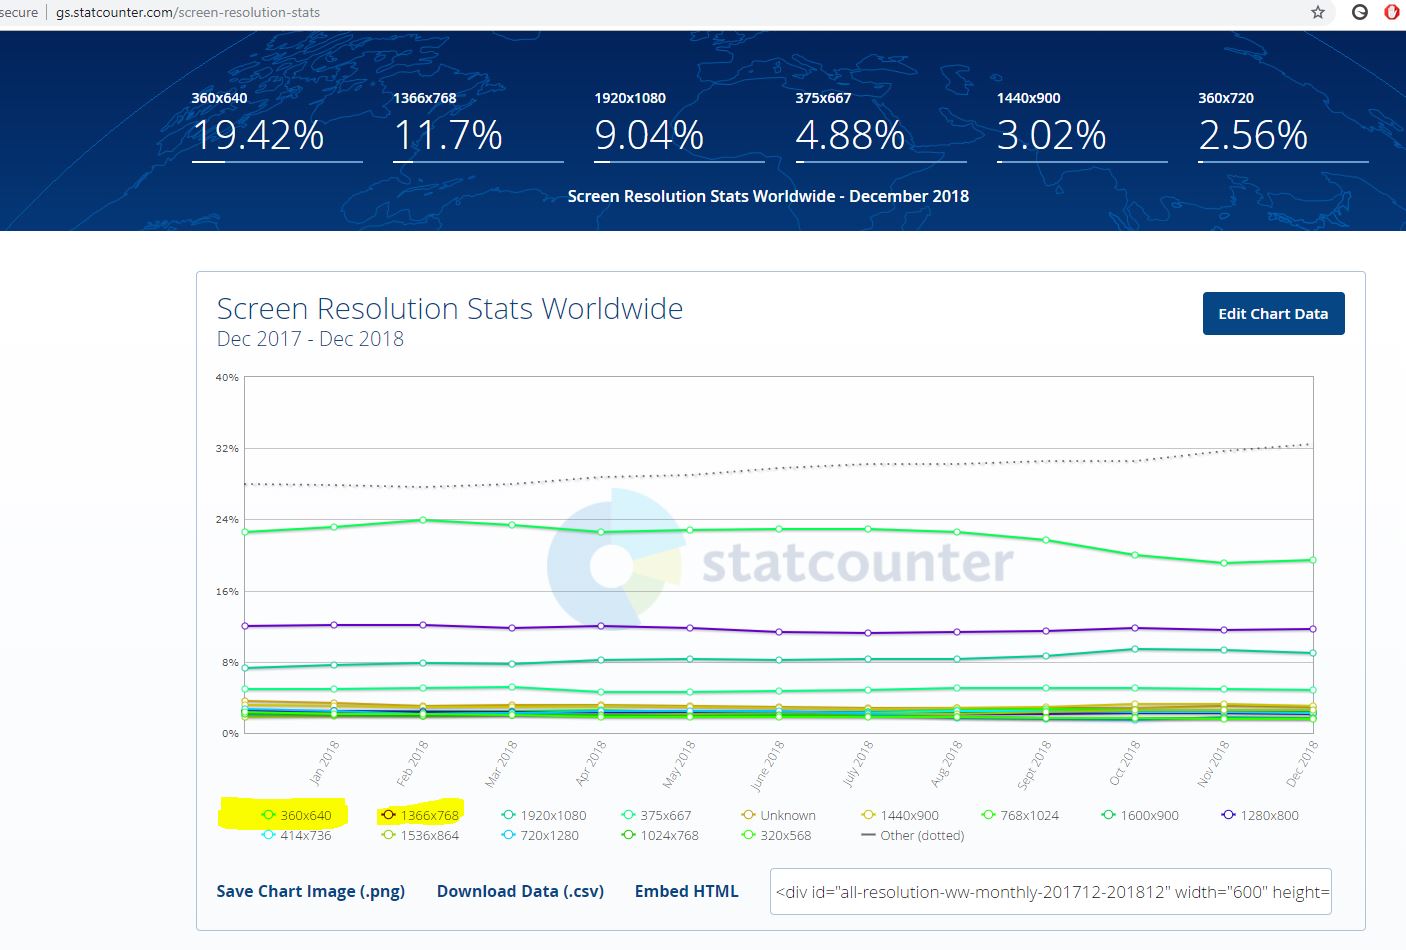 secure | gs.statcounter.com/screen-resolution-stats
360x640 1366x768 1920x1080 375x667 1440x900 360x720
19.42% 11.7% 9.04% 4.88% 3.02% 2.56%
Screen Resolution Stats Worldwide - December 2018
Screen Resolution Stats Worldwide
Dec 2017 - Dec 2018
Edit Chart Data
40%
32%
24%
16%
8%
0%
statcounter
Jan 2018 Feb 2018 Mar 2018 Apr 2018 May 2018 June 2018 July 2018 Aug 2018 Sept 2018 Oct 2018 Nov 2018 Dec 2018
360x640 1366x768 1920x1080 375x667 Unknown 1440x900 768x1024 1600x900 1280x800
414x736 1536x864 720x1280 1024x768 320x568 Other (dotted)
Save Chart Image (.png) Download Data (.csv) Embed HTML <div id="all-resolution-ww-monthly-201712-201812" width="600" height=